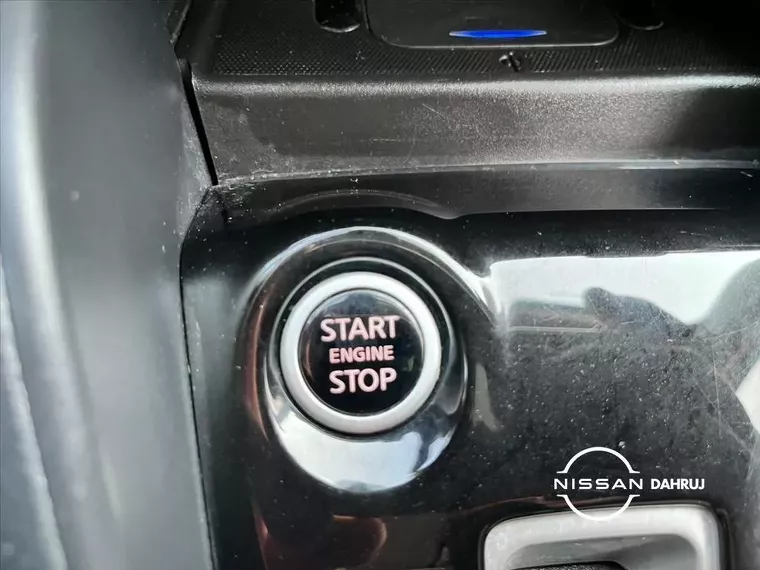 START
ENGINE
STOP
NISSAN DAHRUJ